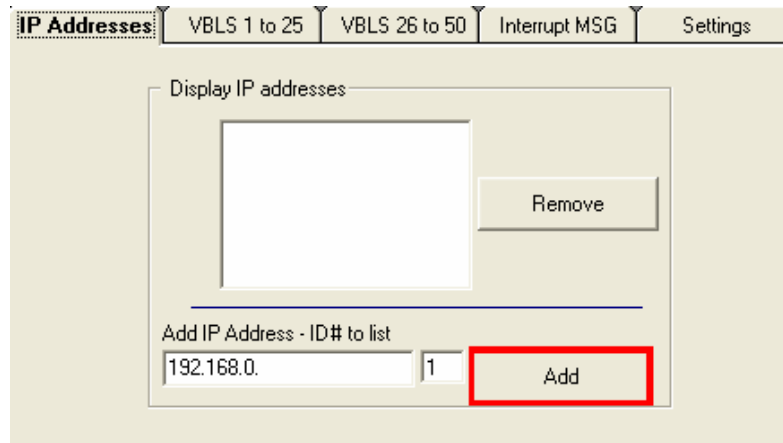 IP Addresses VBLS 1 to 25 VBLS 26 to 50 Interrupt MSG Settings
Display IP addresses
Remove
Add IP Address - ID# to list
192.168.0. 1 Add